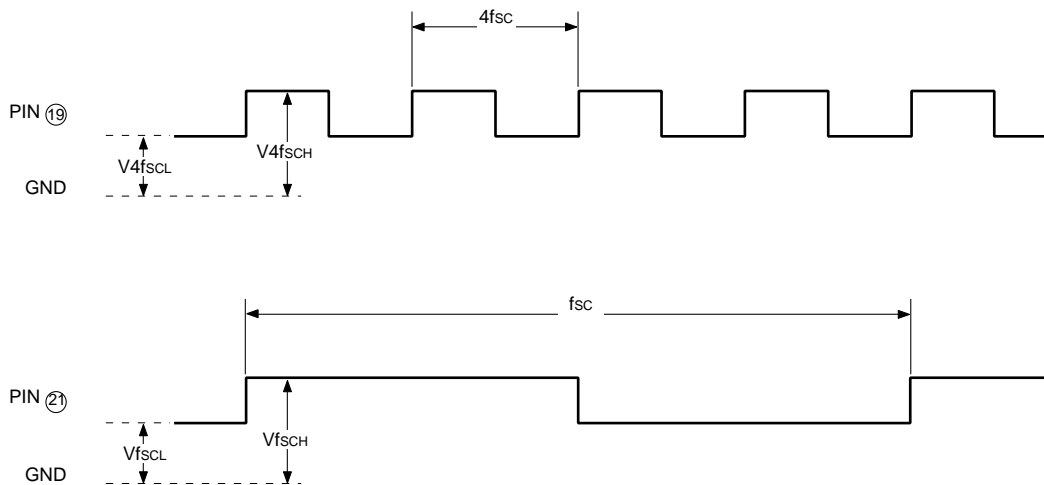 4fSC
PIN ⑲
V4fSCL
V4fSCH
GND
fSC
PIN ㉑
VfSCL
VfSCH
GND